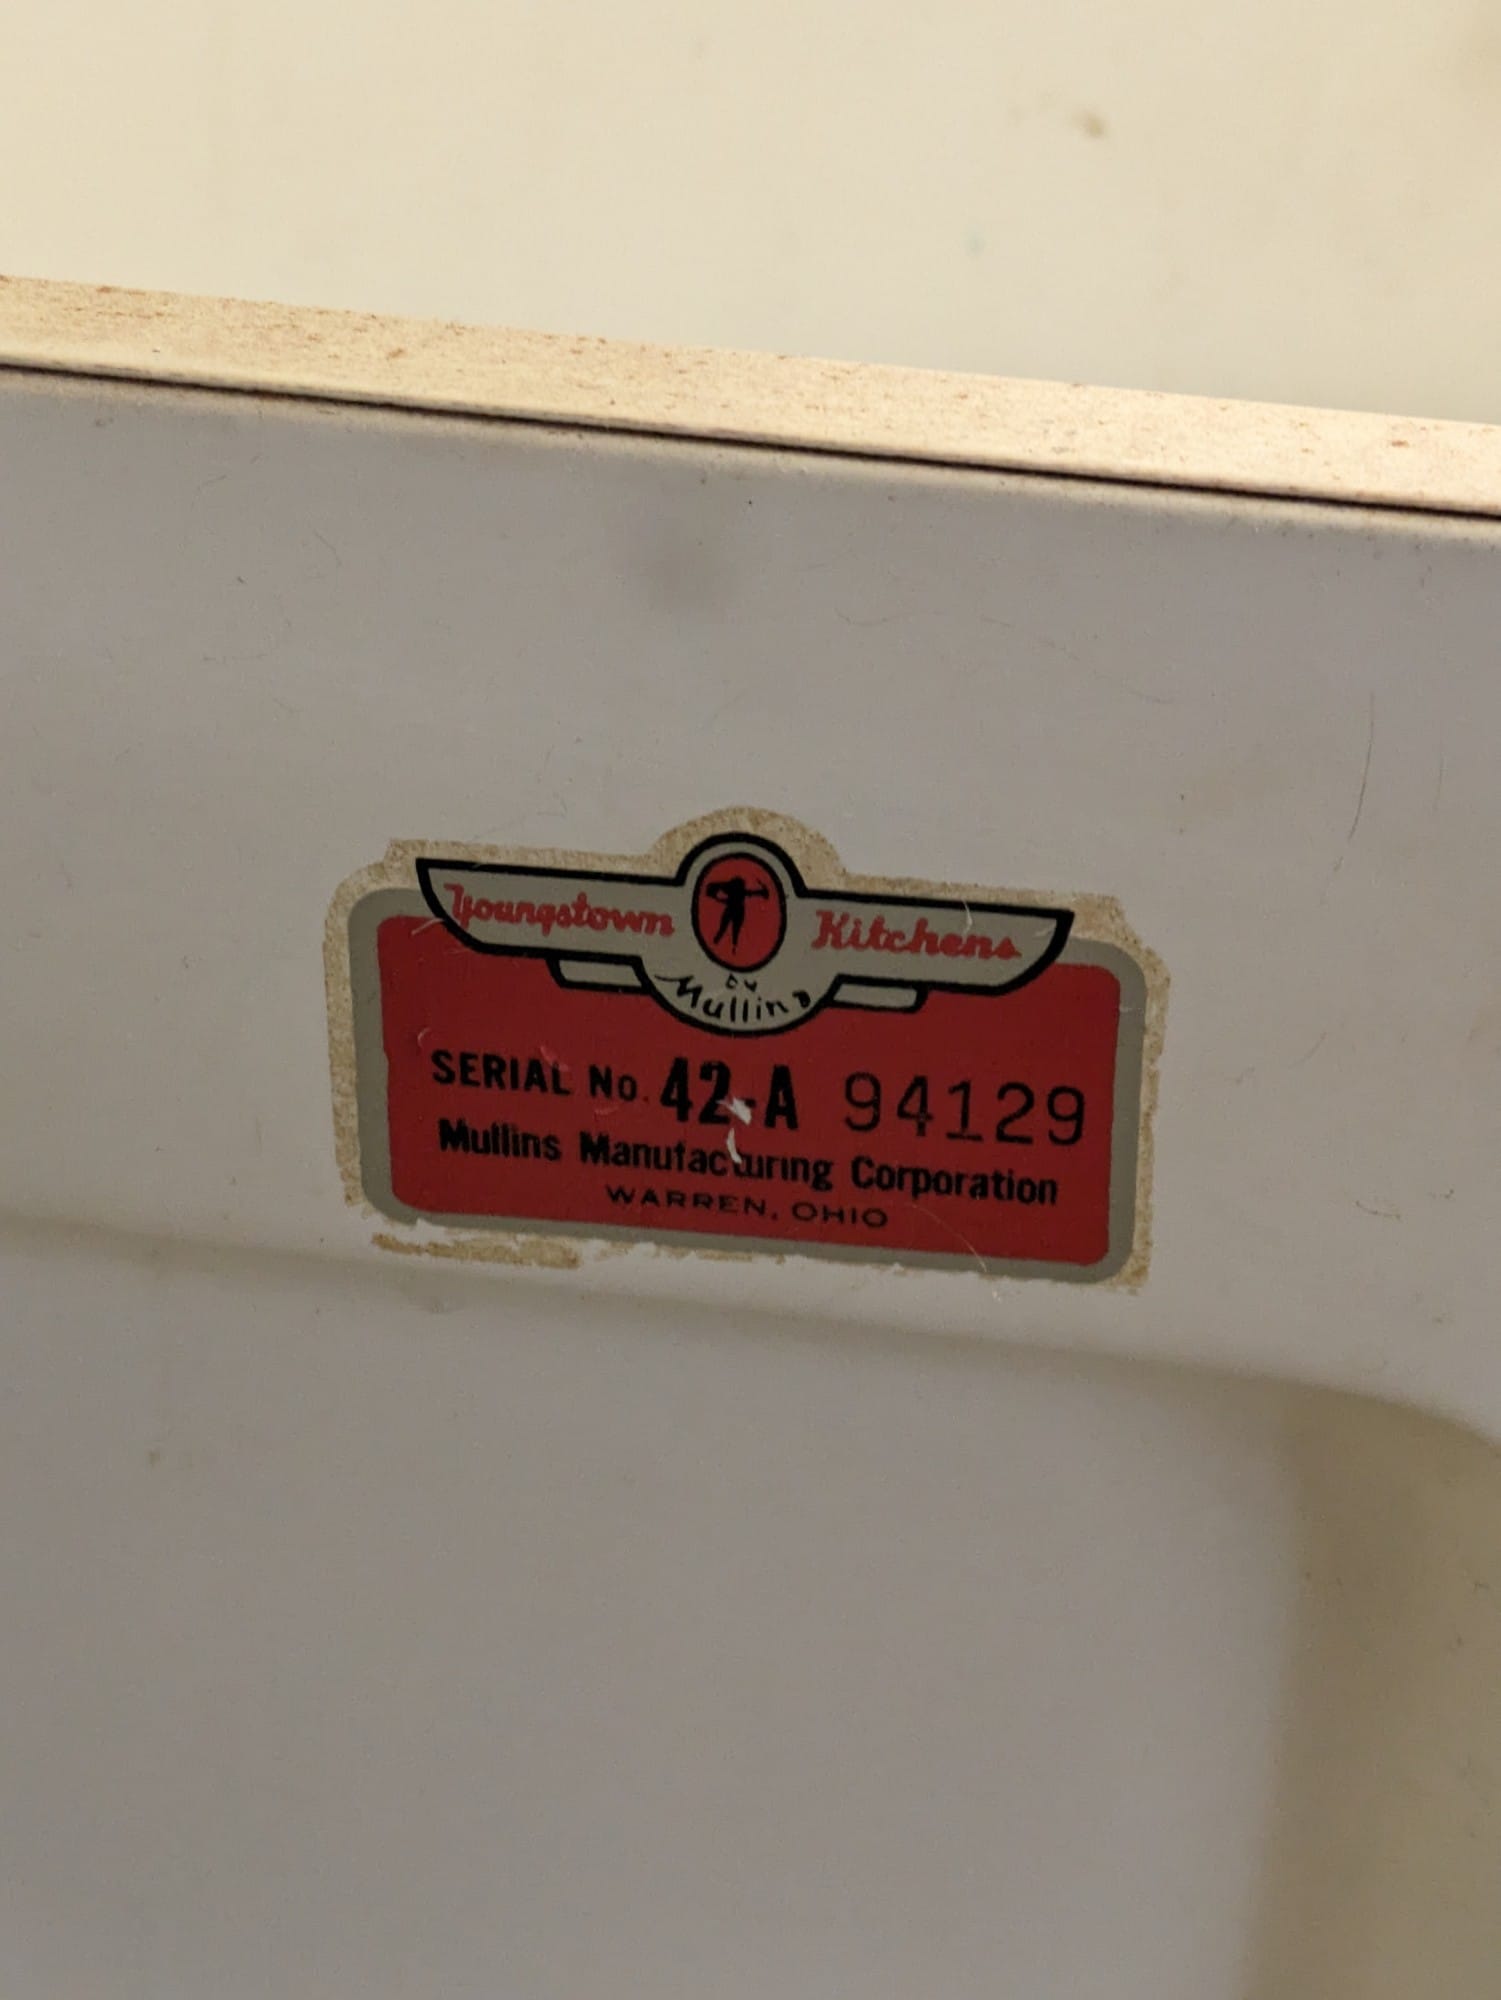 Youngstown Kitchens
by
Mullins
SERIAL No. 42-A 94129
Mullins Manufacturing Corporation
WARREN, OHIO